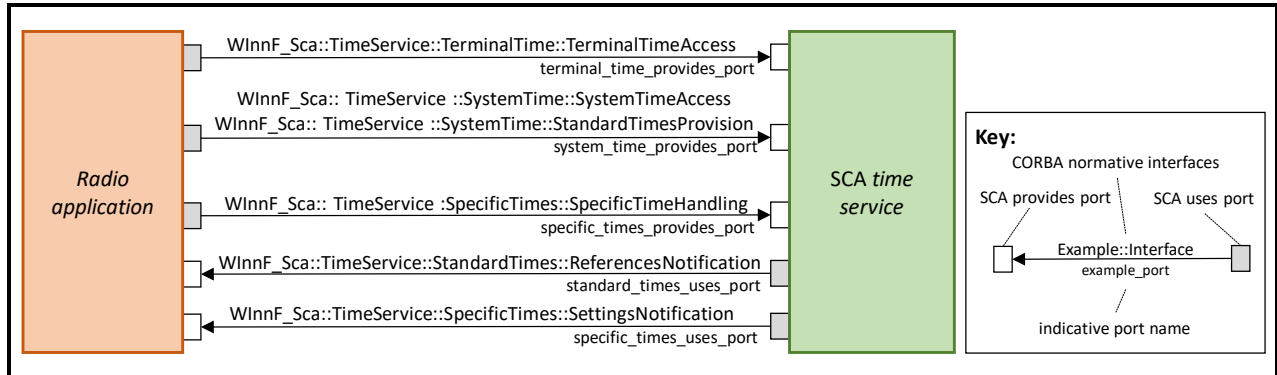 Radio
application
WInnF_Sca::TimeService::TerminalTime::TerminalTimeAccess
terminal_time_provides_port
WInnF_Sca:: TimeService ::SystemTime::SystemTimeAccess
WInnF_Sca:: TimeService ::SystemTime::StandardTimesProvision
system_time_provides_port
WInnF_Sca:: TimeService :SpecificTimes::SpecificTimeHandling
specific_times_provides_port
WInnF_Sca::TimeService::StandardTimes::ReferencesNotification
standard_times_uses_port
WInnF_Sca::TimeService::SpecificTimes::SettingsNotification
specific_times_uses_port
SCA time
service
Key:
CORBA normative interfaces
SCA provides port
SCA uses port
Example::Interface
example_port
indicative port name